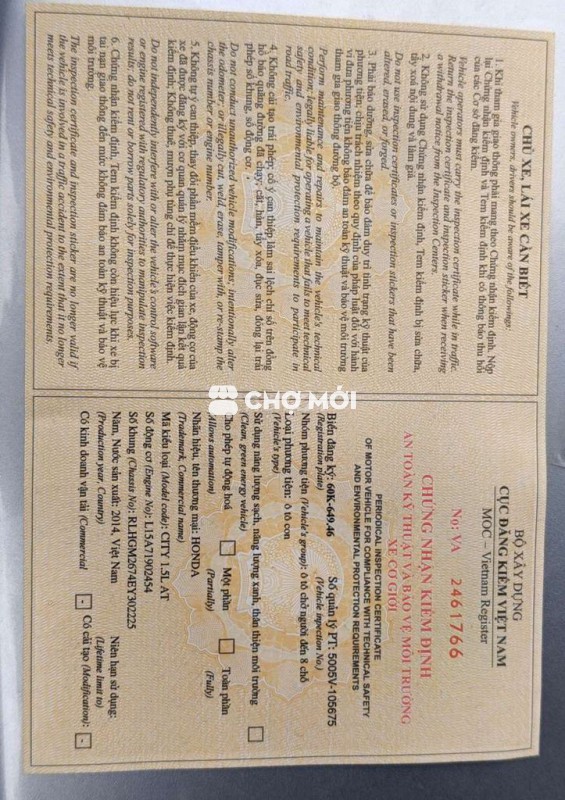 CHỦ XE, LÁI XE CẦN BIẾT
Vehicle owners, drivers should be aware of the followings:
1. Khi tham gia giao thông phải mang theo Chứng nhận kiểm định. Nộp
lại Chứng nhận kiểm định và Tem kiểm định khi có thông báo thu hồi
của các Cơ sở đăng kiểm.
Vehicle operators must carry the inspection certificate while in traffic.
Return the inspection certificate and inspection sticker when receiving
a withdrawal notice from the Inspection Centers.
2. Không sử dụng Chứng nhận kiểm định, Tem kiểm định bị sửa chữa,
tẩy xoá nội dung và làm giả.
Do not use inspection certificates or inspection stickers that have been
altered, erased, or forged.
3. Phải bảo dưỡng, sửa chữa để bảo đảm duy trì tình trạng kỹ thuật của
phương tiện; chịu trách nhiệm theo quy định của pháp luật đối với hành
vi đưa phương tiện không bảo đảm an toàn kỹ thuật và bảo vệ môi trường
tham gia giao thông đường bộ.
Perform maintenance and repairs to maintain the vehicle's technical
condition; legally liable for operating a vehicle that fails to meet technical
safety and environmental protection requirements to participate in
road traffic.
4. Không cải tạo trái phép; cố ý can thiệp làm sai lệch chỉ số trên đồng
hồ báo quãng đường đã chạy; cắt, hàn, tẩy xóa, đục sửa, đóng lại trái
phép số khung, số động cơ.
Do not conduct unauthorized vehicle modifications; intentionally alter
the odometer; or illegally cut, weld, erase, tamper with, or re-stamp the
chassis number or engine number.
5. Không tự ý can thiệp, thay đổi phần mềm điều khiển của xe, động cơ của
xe đã được đăng ký với cơ quan quản lý nhằm mục đích gian lận kết quả
kiểm định; Không thuê, mượn phụ tùng chỉ để thực hiện việc kiểm định.
Do not independently interfere with or alter the vehicle's control software
or engine registered with regulatory authorities to manipulate inspection
results; do not rent or borrow parts solely for inspection purposes.
6. Chứng nhận kiểm định, Tem kiểm định không còn hiệu lực khi xe bị
tai nạn giao thông đến mức không đảm bảo an toàn kỹ thuật và bảo vệ
môi trường.
The inspection certificate and inspection sticker are no longer valid if
the vehicle is involved in a traffic accident to the extent that it no longer
meets technical safety and environmental protection requirements.
BỘ XÂY DỰNG
CỤC ĐĂNG KIỂM VIỆT NAM
MOC – Vietnam Register
No: VA 2461766
CHỨNG NHẬN KIỂM ĐỊNH
AN TOÀN KỸ THUẬT VÀ BẢO VỆ MÔI TRƯỜNG
XE CƠ GIỚI
PERIODICAL INSPECTION CERTIFICATE
OF MOTOR VEHICLE FOR COMPLIANCE WITH TECHNICAL SAFETY
AND ENVIRONMENTAL PROTECTION REQUIREMENTS
Biển đăng ký: 60K-649.46 Số quản lý PT: 5005V-105675
(Registration plate) (Vehicle inpection No)
Nhóm phương tiện (Vehicle's group): ô tô chở người đến 8 chỗ
Loại phương tiện: ô tô con
(Vehicle's type)
Sử dụng năng lượng sạch, năng lượng xanh, thân thiện môi trường
(Clean, green energy vehicle)
Cho phép tự động hoá Một phần Toàn phần
(Allows automation) (Partially) (Fully)
Nhãn hiệu, tên thương mại: HONDA
(Trademark, Commercial name)
Mã kiểu loại (Model code): CITY 1.5L AT
Số động cơ (Engine No): L15A71902454
Số khung (Chassis No): RLHGM2674EY302225
Năm, Nước sản xuất: 2014, Việt Nam Niên hạn sử dụng:
(Production year, Country) (Lifetime limit to)
Có kinh doanh vận tải (Commercial - Có cải tạo (Modification): -
CHỢ MỚI